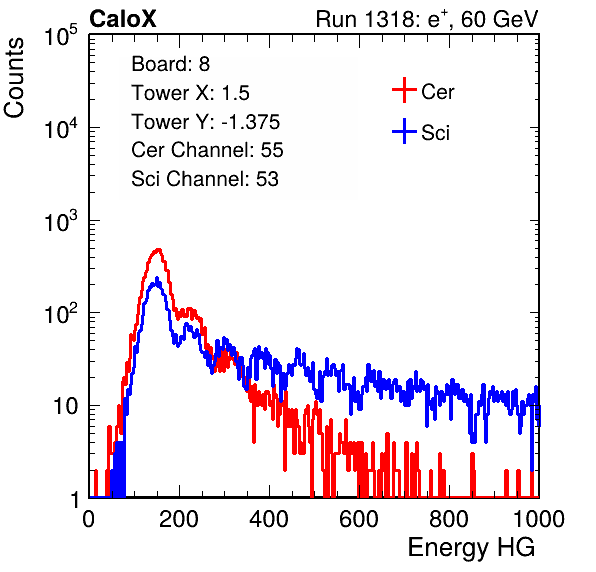 CaloX Run 1318: e⁺, 60 GeV
Counts
Board: 8
Tower X: 1.5
Tower Y: -1.375
Cer Channel: 55
Sci Channel: 53
Cer
Sci
10⁵
10⁴
10³
10²
10
1
0 200 400 600 800 1000
Energy HG